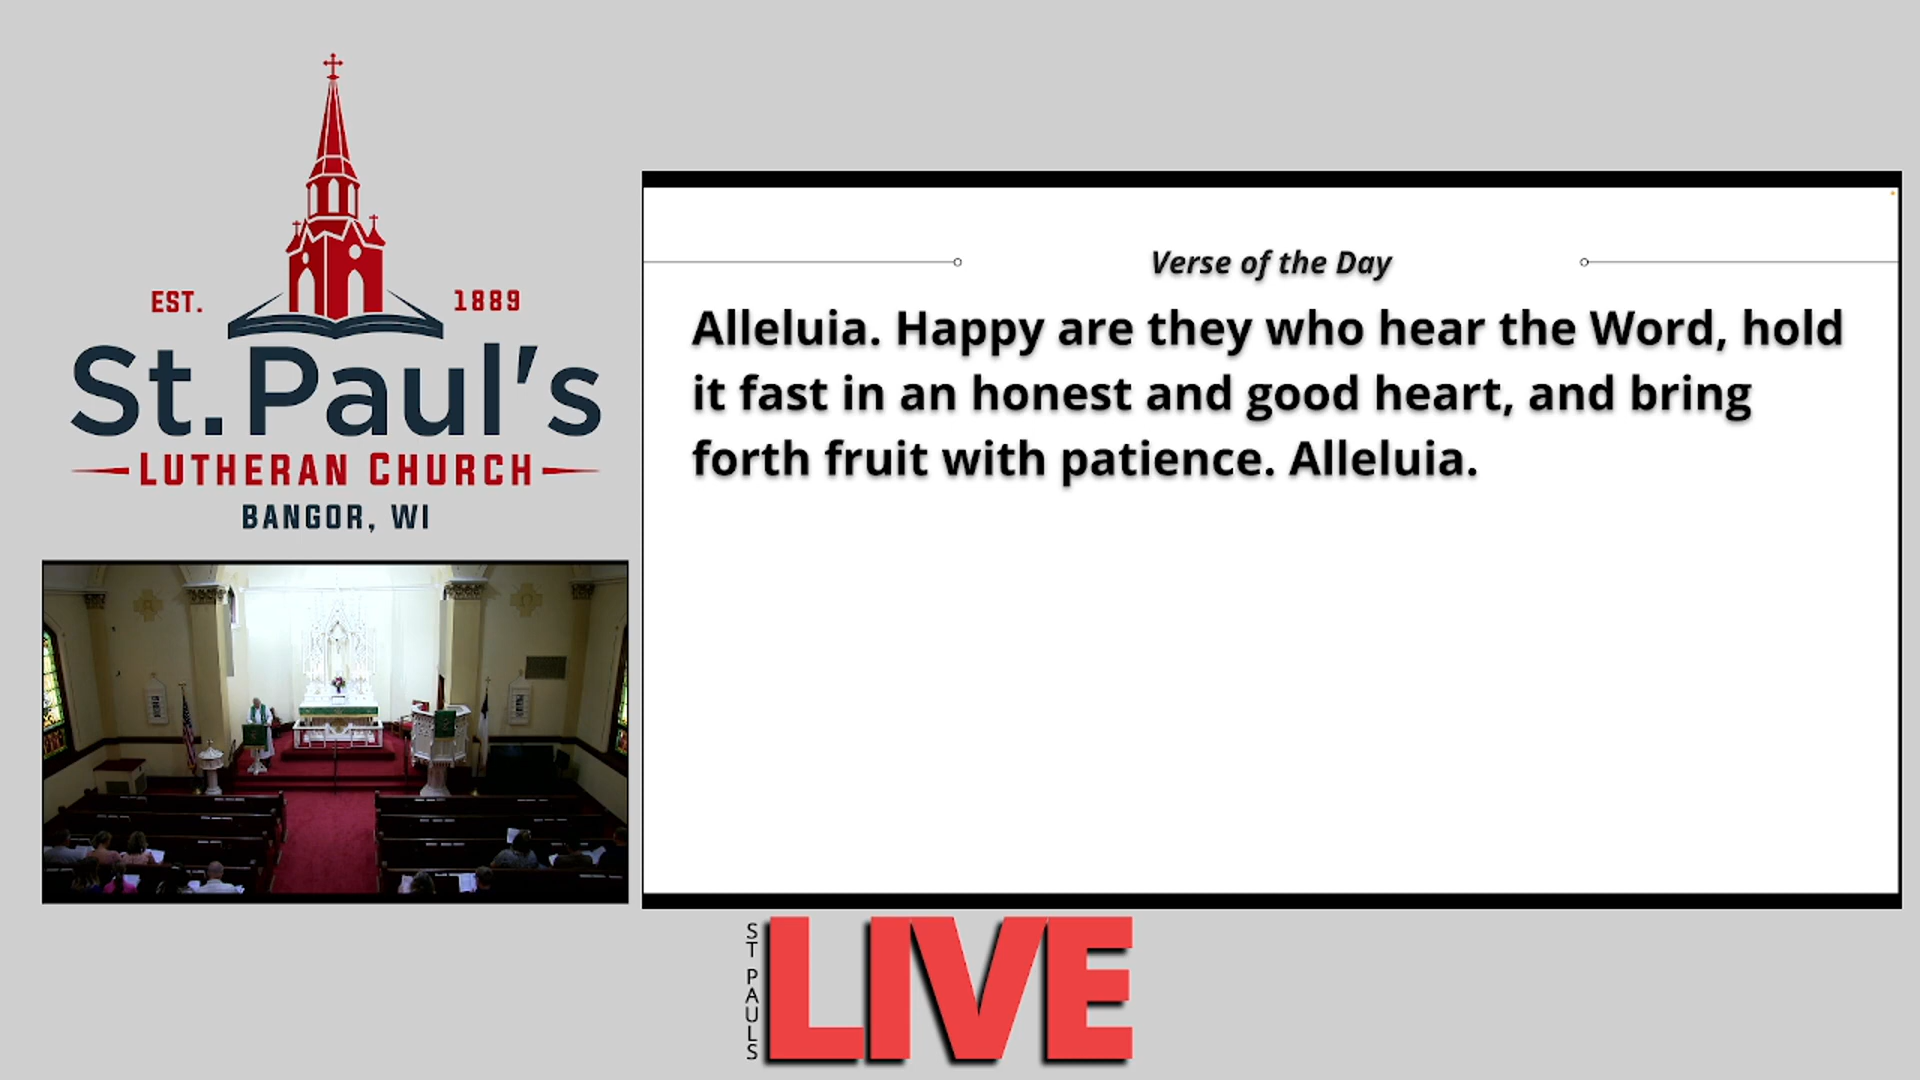 EST. 1889
St. Paul's
LUTHERAN CHURCH
BANGOR, WI
Verse of the Day
Alleluia. Happy are they who hear the Word, hold
it fast in an honest and good heart, and bring
forth fruit with patience. Alleluia.
ST PAULS
LIVE